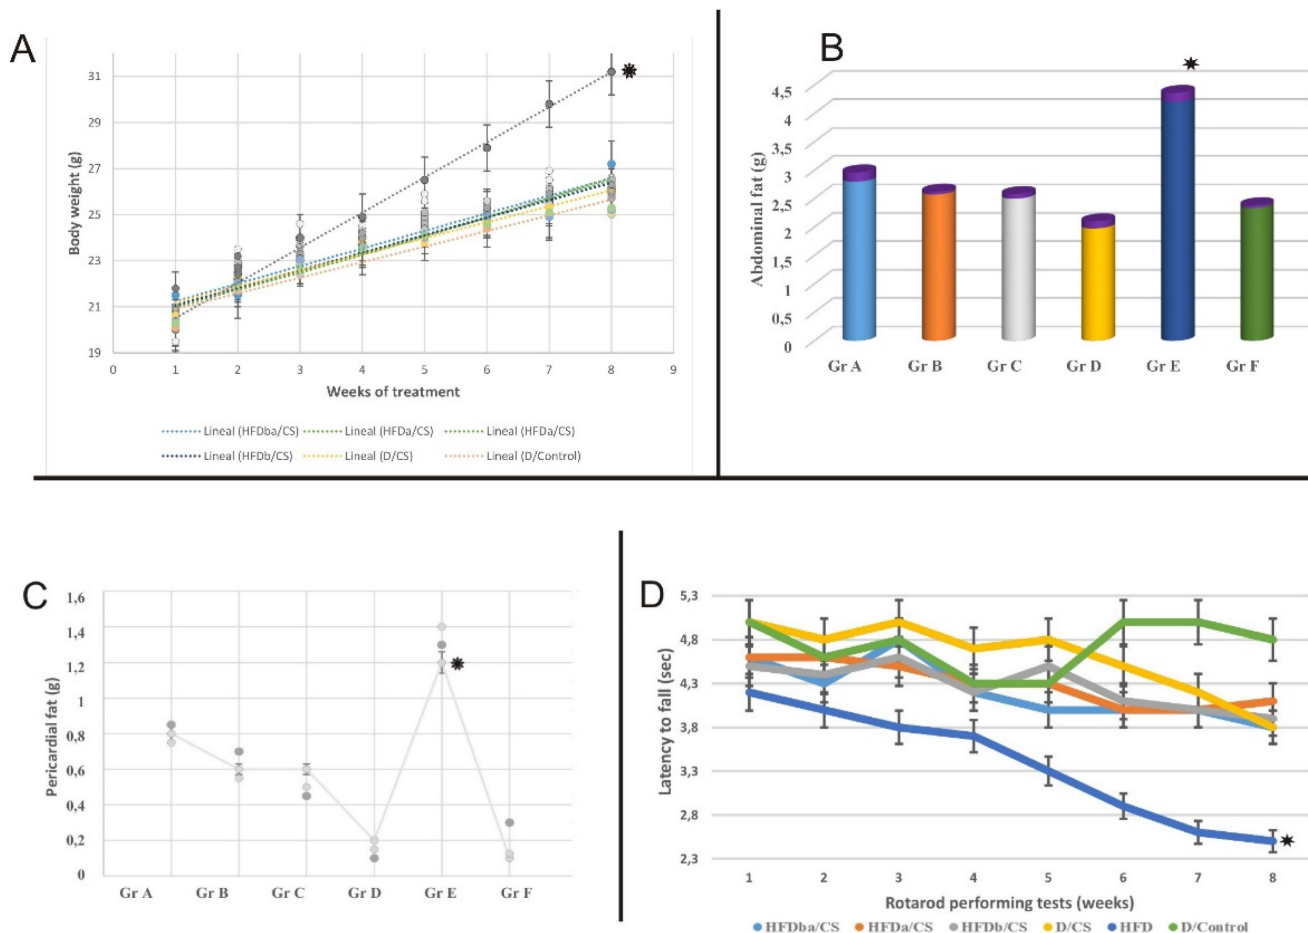 A
31
29
27
25
23
21
19
Body weight (g)
0 1 2 3 4 5 6 7 8 9
Weeks of treatment
Lineal (HFDba/CS) Lineal (HFDa/CS) Lineal (HFDa/CS)
Lineal (HFDb/CS) Lineal (D/CS) Lineal (D/Control)
B
4,5
4
3,5
3
2,5
2
1,5
1
0,5
0
Abdominal fat (g)
Gr A Gr B Gr C Gr D Gr E Gr F
C
1,6
1,4
1,2
1
0,8
0,6
0,4
0,2
0
Pericardial fat (g)
Gr A Gr B Gr C Gr D Gr E Gr F
D
5,3
4,8
4,3
3,8
3,3
2,8
2,3
Latency to fall (sec)
1 2 3 4 5 6 7 8
Rotarod performing tests (weeks)
HFDba/CS HFDa/CS HFDb/CS D/CS HFD D/Control